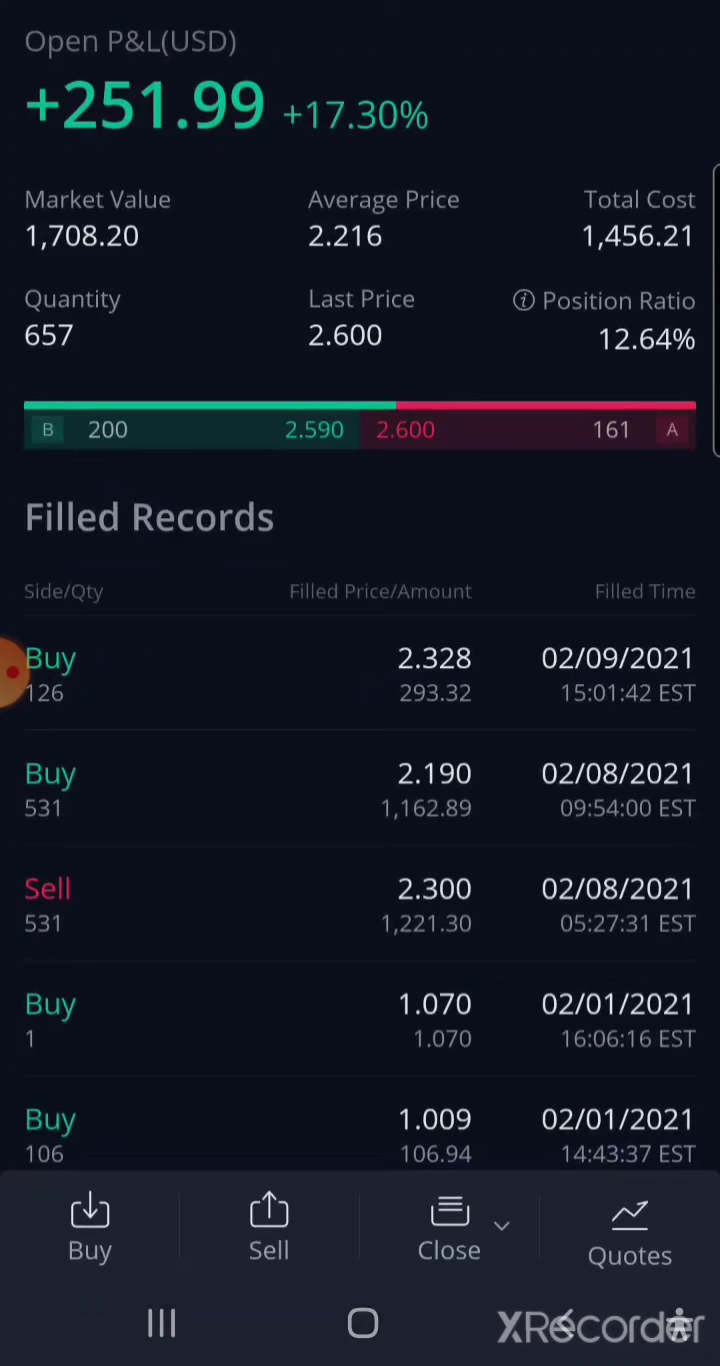 Open P&L(USD)
+251.99 +17.30%
Market Value Average Price Total Cost
1,708.20 2.216 1,456.21
Quantity Last Price Position Ratio
657 2.600 12.64%
B 200 2.590 2.600 161 A
Filled Records
Side/Qty Filled Price/Amount Filled Time
Buy 2.328 02/09/2021
126 293.32 15:01:42 EST
Buy 2.190 02/08/2021
531 1,162.89 09:54:00 EST
Sell 2.300 02/08/2021
531 1,221.30 05:27:31 EST
Buy 1.070 02/01/2021
1 1.070 16:06:16 EST
Buy 1.009 02/01/2021
106 106.94 14:43:37 EST
Buy Sell Close Quotes
XRecorder